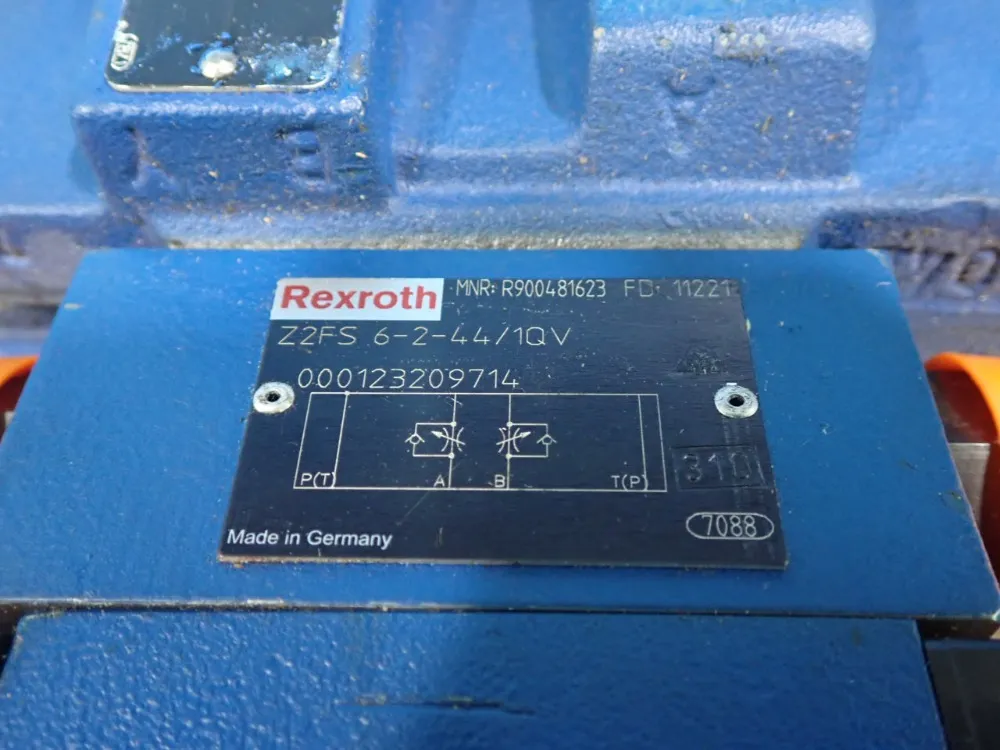 Rexroth MNR: R900481623 FD: 11221
Z2FS 6-2-44/1QV
000123209714
P(T) A B T(P)
310
7088
Made in Germany